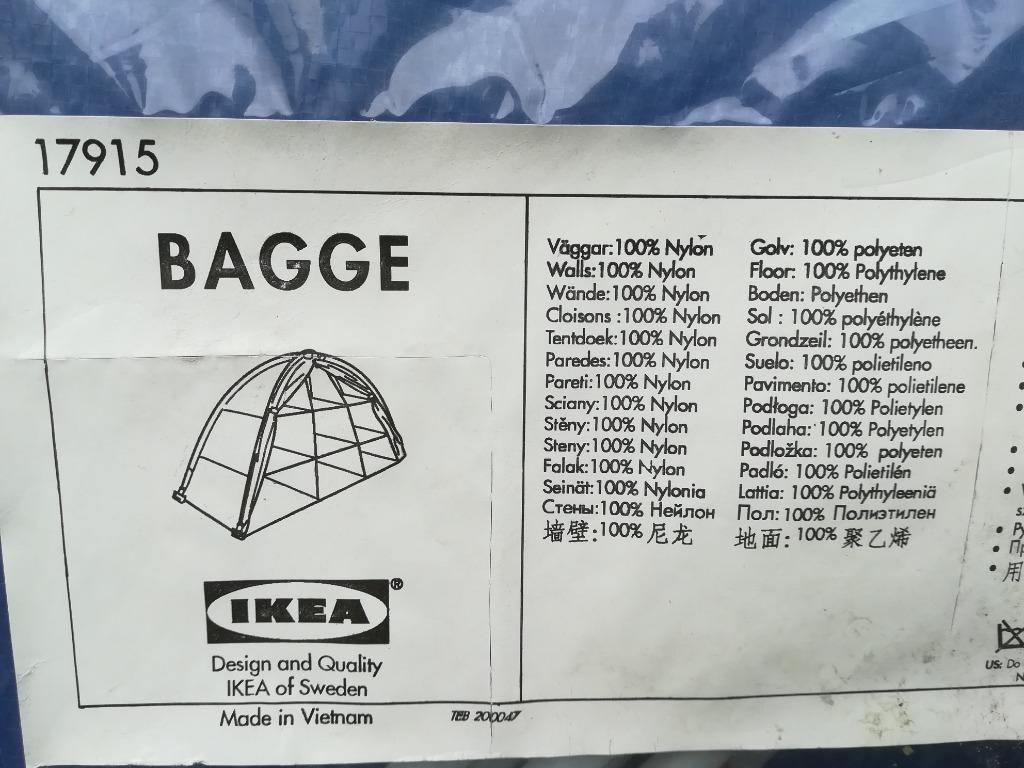 17915
BAGGE
IKEA®
Design and Quality
IKEA of Sweden
Made in Vietnam
TEB 200047
Väggar:100% Nylon
Walls:100% Nylon
Wände:100% Nylon
Cloisons :100% Nylon
Tentdoek:100% Nylon
Paredes:100% Nylon
Pareti:100% Nylon
Sciany:100% Nylon
Stěny:100% Nylon
Steny:100% Nylon
Falak:100% Nylon
Seinät:100% Nylonia
Стены:100% Нейлон
墙壁:100% 尼龙
Golv: 100% polyeten
Floor: 100% Polythylene
Boden: Polyethen
Sol : 100% polyéthylène
Grondzeil: 100% polyetheen.
Suelo: 100% polietileno
Pavimento: 100% polietilene
Podłoga: 100% Polietylen
Podlaha: 100% Polyetylen
Podložka: 100% polyeten
Padló: 100% Polietilén
Lattia: 100% Polythyleeniä
Пол: 100% Полиэтилен
地面: 100% 聚乙烯
• 用
US: Do